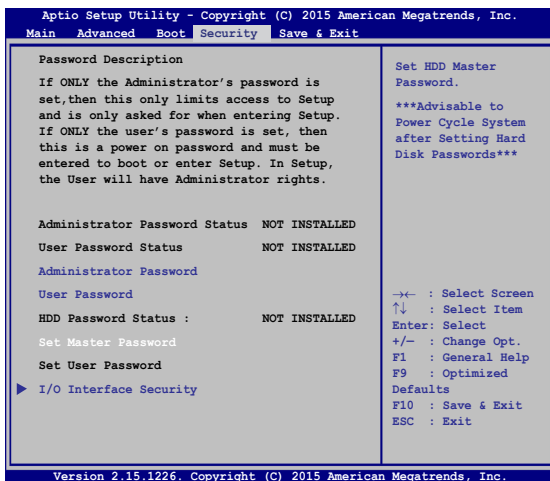 Aptio Setup Utility - Copyright (C) 2015 American Megatrends, Inc.
Main Advanced Boot Security Save & Exit
Password Description
If ONLY the Administrator's password is
set,then this only limits access to Setup
and is only asked for when entering Setup.
If ONLY the user's password is set, then
this is a power on password and must be
entered to boot or enter Setup. In Setup,
the User will have Administrator rights.
Administrator Password Status NOT INSTALLED
User Password Status NOT INSTALLED
Administrator Password
User Password
HDD Password Status : NOT INSTALLED
Set Master Password
Set User Password
I/O Interface Security
Set HDD Master
Password.
***Advisable to
Power Cycle System
after Setting Hard
Disk Passwords***
→← : Select Screen
↑↓ : Select Item
Enter: Select
+/— : Change Opt.
F1 : General Help
F9 : Optimized
Defaults
F10 : Save & Exit
ESC : Exit
Version 2.15.1226. Copyright (C) 2015 American Megatrends, Inc.